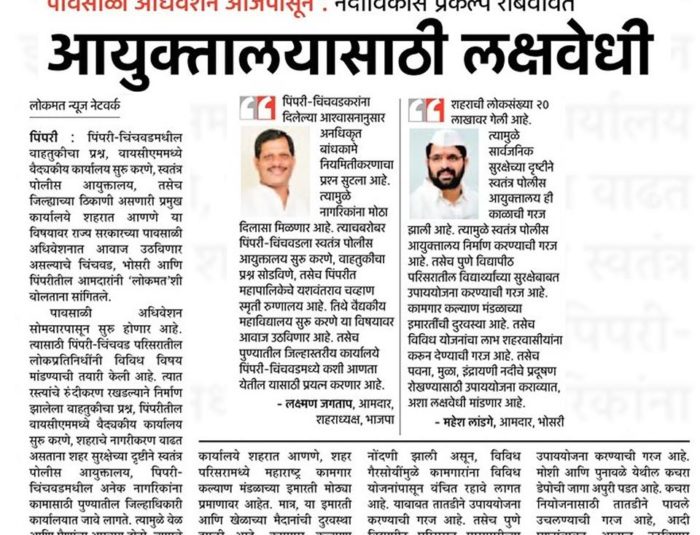 पावसाळी अधिवेशन आजपासून : नदीविकास प्रकल्प राबवावेत
आयुक्तालयासाठी लक्षवेधी
लोकमत न्यूज नेटवर्क
पिंपरी : पिंपरी-चिंचवडमधील
वाहतुकीचा प्रश्न, वायसीएममध्ये
वैद्यकीय कार्यालय सुरु करणे, स्वतंत्र
पोलीस आयुक्तालय, तसेच
जिल्ह्याच्या ठिकाणी असणारी प्रमुख
कार्यालये शहरात आणणे या
विषयावर राज्य सरकारच्या पावसाळी
अधिवेशनात आवाज उठविणार
असल्याचे चिंचवड, भोसरी आणि
पिंपरीतील आमदारांनी 'लोकमत'शी
बोलताना सांगितले.
पावसाळी अधिवेशन
सोमवारपासून सुरु होणार आहे.
त्यासाठी पिंपरी-चिंचवड परिसरातील
लोकप्रतिनिधींनी विविध विषय
मांडण्याची तयारी केली आहे. त्यात
रस्त्यांचे रुंदीकरण रखडल्याने निर्माण
झालेला वाहतुकीचा प्रश्न, पिंपरीतील
वायसीएममध्ये वैद्यकीय कार्यालय
सुरु करणे, शहराचे नागरीकरण वाढत
असताना शहर सुरक्षेच्या दृष्टीने स्वतंत्र
पोलीस आयुक्तालय, पिपरी-
चिंचवडमधील अनेक नागरिकांना
कामासाठी पुण्यातील जिल्हाधिकारी
कार्यालयात जावे लागते. त्यामुळे वेळ
पिंपरी-चिंचवडकरांना
दिलेल्या आश्वासनानुसार
अनधिकृत
बांधकामे
नियमितीकरणाचा
प्रश्न सुटला आहे.
त्यामुळे
नागरिकांना मोठा
दिलासा मिळणार आहे. त्याचबरोबर
पिंपरी-चिंचवडला स्वतंत्र पोलीस
आयुक्तालय सुरु करणे, वाहतुकीचा
प्रश्न सोडविणे, तसेच पिंपरीत
महापालिकेचे यशवंतराव चव्हाण
स्मृती रुग्णालय आहे. तिथे वैद्यकीय
महाविद्यालय सुरु करणे या विषयावर
आवाज उठविणार आहे. तसेच
पुण्यातील जिल्हास्तरीय कार्यालये
पिंपरी-चिंचवडमध्ये कशी आणता
येतील यासाठी प्रयत्न करणार आहे.
- लक्ष्मण जगताप, आमदार,
शहराध्यक्ष, भाजपा
शहराची लोकसंख्या २०
लाखावर गेली आहे.
त्यामुळे
सार्वजनिक
सुरक्षेच्या दृष्टीने
स्वतंत्र पोलीस
आयुक्तालय ही
काळाची गरज
झाली आहे. त्यामुळे स्वतंत्र पोलीस
आयुक्तालय निर्माण करण्याची गरज
आहे. तसेच पुणे विद्यापीठ
परिसरातील विद्यार्थ्यांच्या सुरक्षेबाबत
उपाययोजना करण्याची गरज आहे.
कामगार कल्याण मंडळाच्या
इमारतींची दुरवस्था आहे. तसेच
विविध योजनांचा लाभ शहरवासीयांना
करुन देण्याची गरज आहे. तसेच
पवना, मुळा, इंद्रायणी नदीचे प्रदूषण
रोखण्यासाठी उपाययोजना कराव्यात,
अशा लक्षवेधी मांडणार आहे.
- महेश लांडगे, आमदार, भोसरी
कार्यालये शहरात आणणे, शहर
परिसरामध्ये महाराष्ट्र कामगार
कल्याण मंडळाच्या इमारती मोठ्या
प्रमाणावर आहेत. मात्र, या इमारती
आणि खेळाच्या मैदानांची दुरवस्था
नोंदणी झाली असून, विविध
गैरसोयींमुळे कामगारांना विविध
योजनांपासून वंचित रहावे लागत
आहे. याबाबत तातडीने उपाययोजना
करण्याची गरज आहे. तसेच पुणे
उपाययोजना करण्याची गरज आहे.
मोशी आणि पुनावळे येथील कचरा
डेपोची जागा अपुरी पडत आहे. कचरा
नियोजनासाठी तातडीने पावले
उचलण्याची गरज आहे, आदी